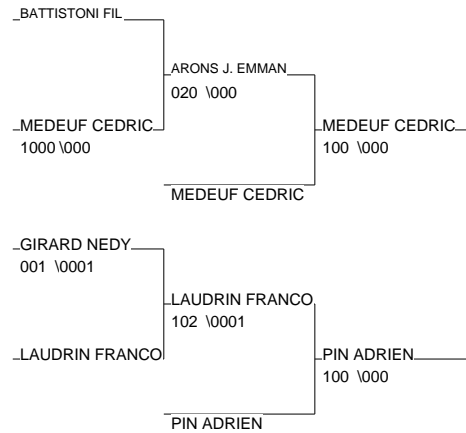 BATTISTONI FIL
ARONS J. EMMAN
020 \000
MEDEUF CEDRIC
1000 \000
MEDEUF CEDRIC
100 \000
MEDEUF CEDRIC
GIRARD NEDY
001 \0001
LAUDRIN FRANCO
102 \0001
LAUDRIN FRANCO
PIN ADRIEN
100 \000
PIN ADRIEN